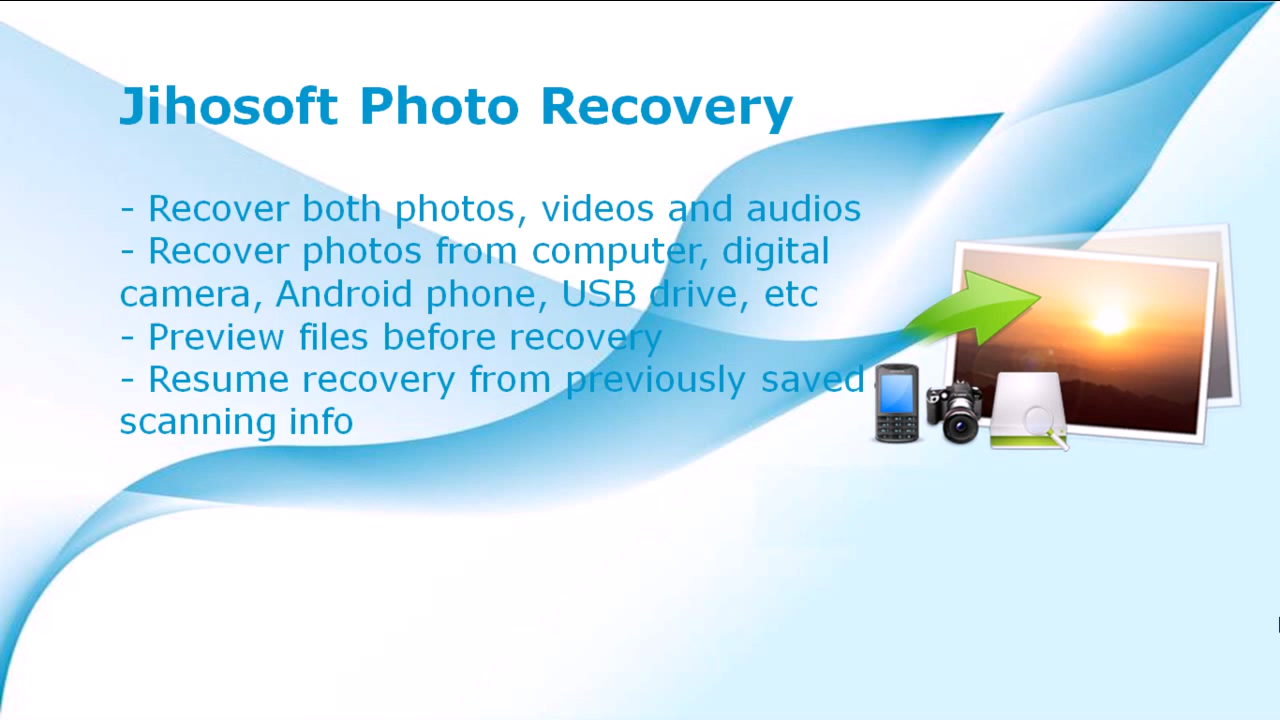 Jihosoft Photo Recovery
- Recover both photos, videos and audios
- Recover photos from computer, digital
camera, Android phone, USB drive, etc
- Preview files before recovery
- Resume recovery from previously saved
scanning info